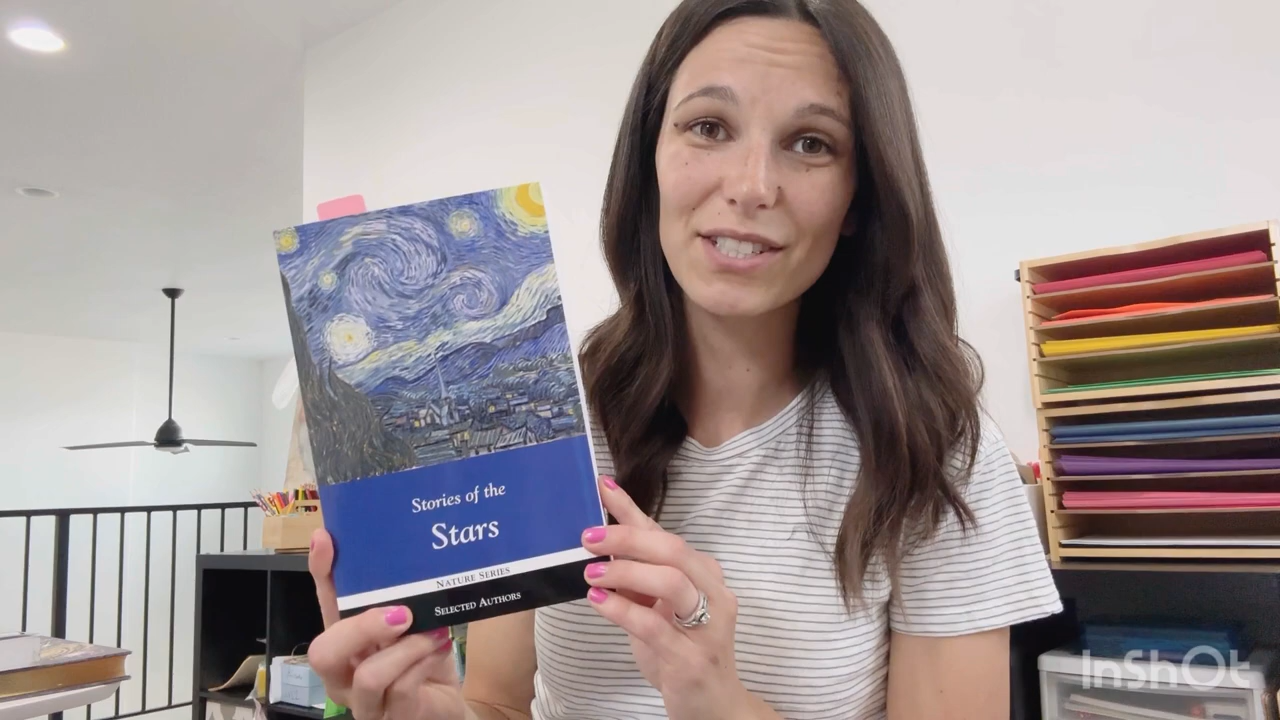 Stories of the
Stars
NATURE SERIES
SELECTED AUTHORS
InShOt